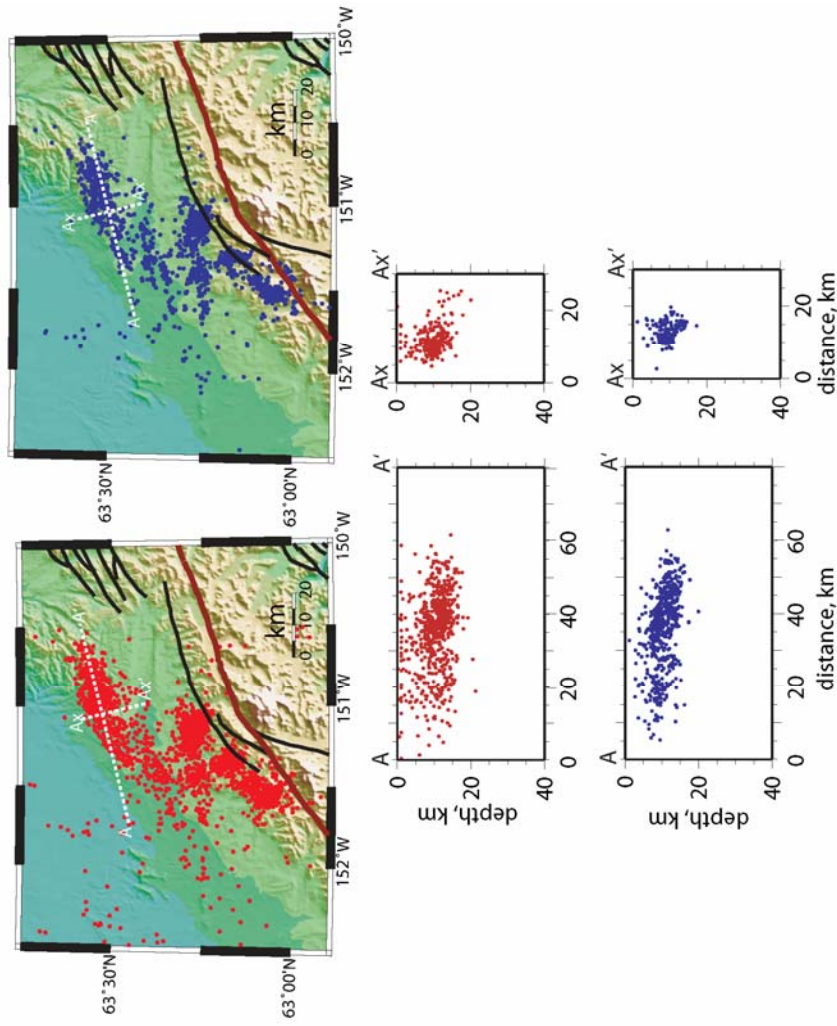 63˚30'N
Ax
A'
A
Ax'
km
0 10 20
63˚00'N
152˚W 151˚W 150˚W
63˚30'N
Ax
A'
A
Ax'
km
0 10 20
63˚00'N
152˚W 151˚W 150˚W
A A'
0
20
40
depth, km
0 20 40 60
Ax Ax'
0
20
40
0 20
A A'
0
20
40
depth, km
0 20 40 60
distance, km
Ax Ax'
0
20
40
0 20
distance, km